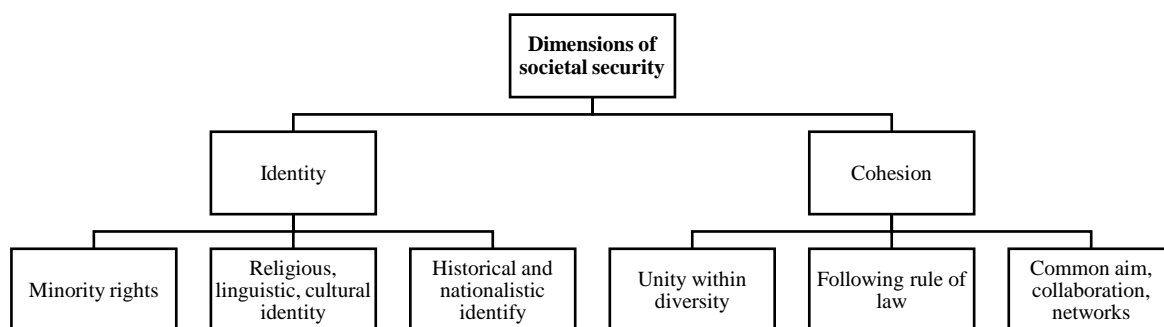 Dimensions of
societal security
Identity
Cohesion
Minority rights
Religious,
linguistic, cultural
identity
Historical and
nationalistic
identify
Unity within
diversity
Following rule of
law
Common aim,
collaboration,
networks